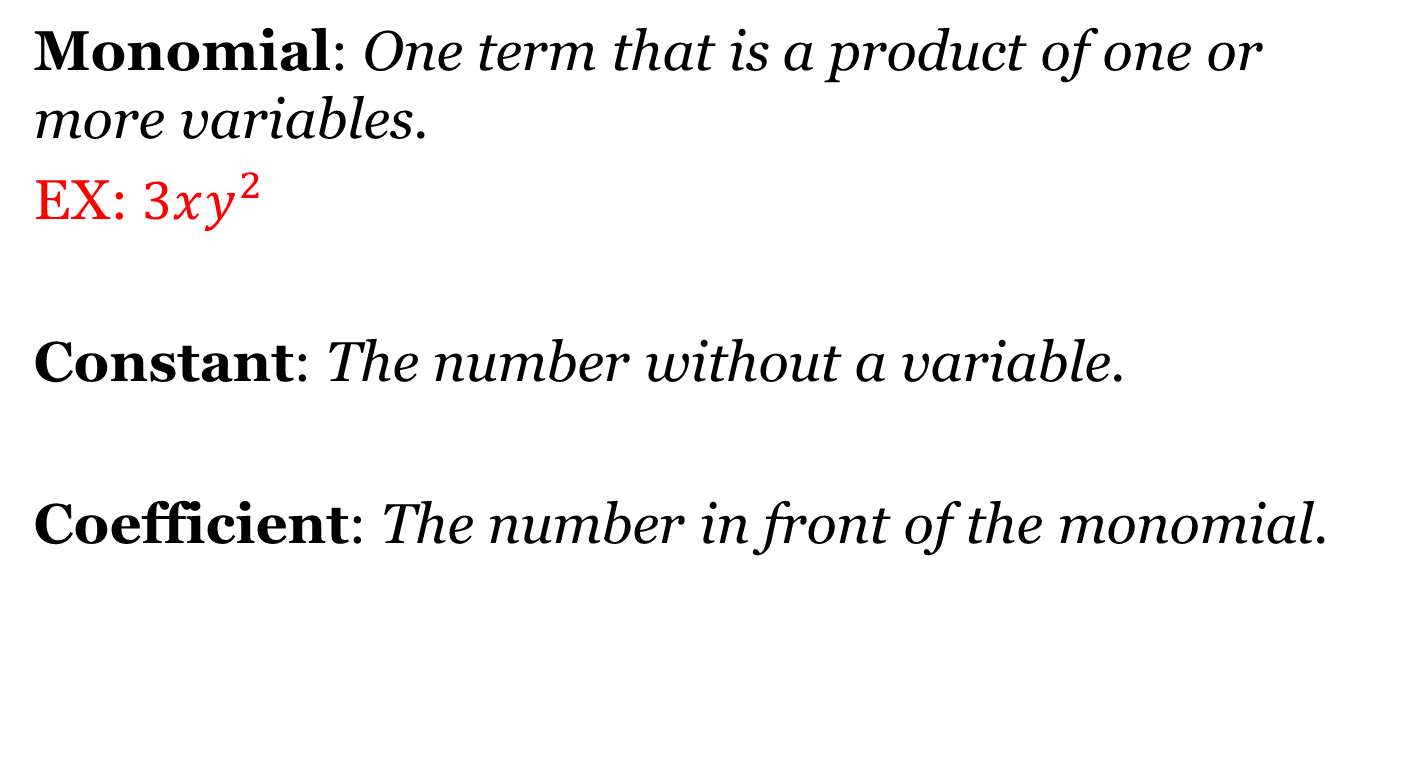 Monomial: One term that is a product of one or
more variables.
EX: 3xy²
Constant: The number without a variable.
Coefficient: The number in front of the monomial.